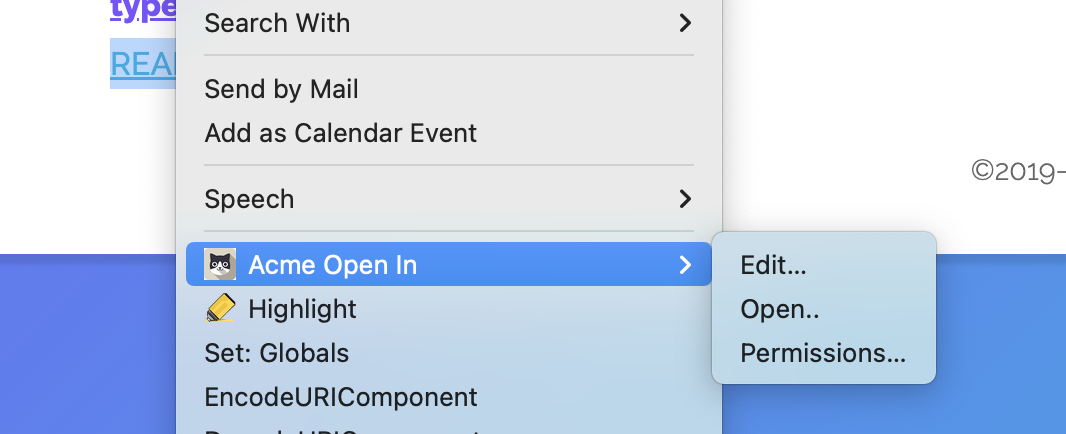 type
REA
Search With
Send by Mail
Add as Calendar Event
©2019-
Speech
Acme Open In
Edit...
Highlight
Open..
Set: Globals
Permissions...
EncodeURIComponent